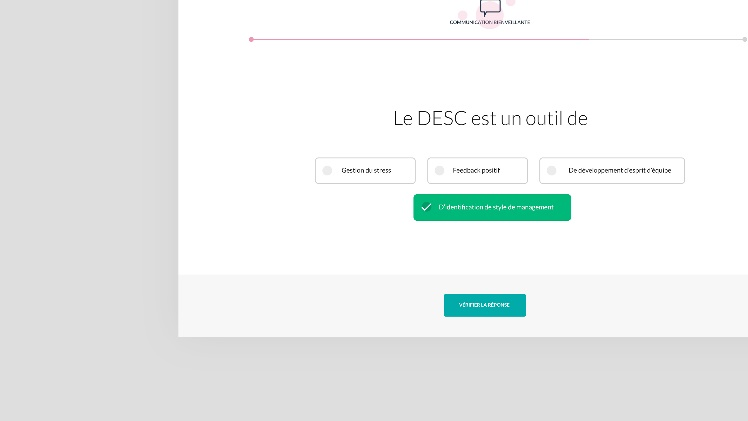 COMMUNICATION BIENVEILLANTE
Le DESC est un outil de
Gestion du stress
Feedback positif
De développement d'esprit d'équipe
D'identification de style de management
VÉRIFIER LA RÉPONSE